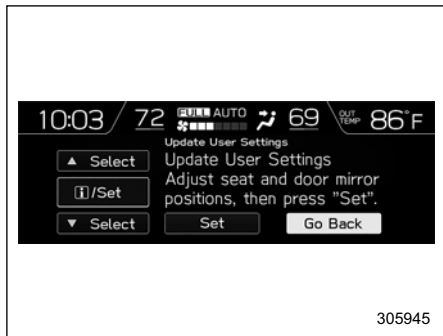 10:03 72 FULL AUTO 69 OUT TEMP 86°F
Update User Settings
▲ Select Update User Settings
Adjust seat and door mirror
i/Set positions, then press "Set".
▼ Select Set Go Back
305945